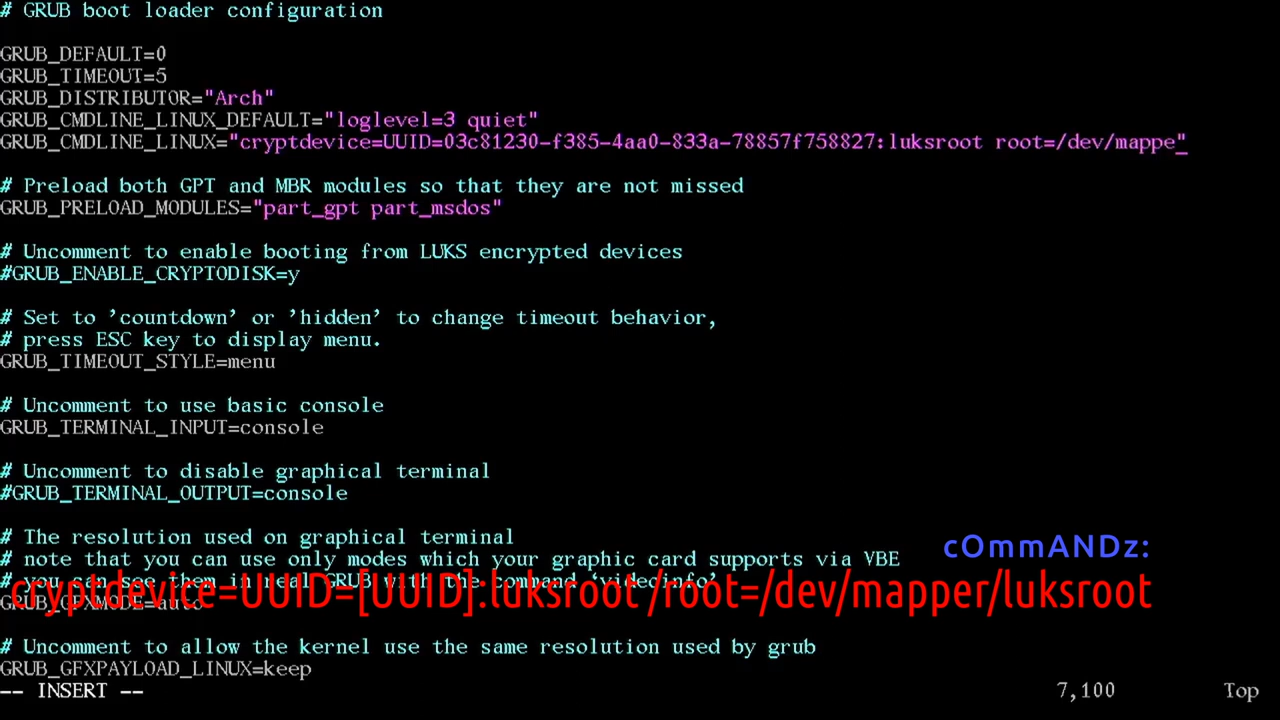 # GRUB boot loader configuration
GRUB_DEFAULT=0
GRUB_TIMEOUT=5
GRUB_DISTRIBUTOR="Arch"
GRUB_CMDLINE_LINUX_DEFAULT="loglevel=3 quiet"
GRUB_CMDLINE_LINUX="cryptdevice=UUID=03c81230-f385-4aa0-833a-78857f758827:luksroot root=/dev/mappe"
# Preload both GPT and MBR modules so that they are not missed
GRUB_PRELOAD_MODULES="part_gpt part_msdos"
# Uncomment to enable booting from LUKS encrypted devices
#GRUB_ENABLE_CRYPTODISK=y
# Set to 'countdown' or 'hidden' to change timeout behavior,
# press ESC key to display menu.
GRUB_TIMEOUT_STYLE=menu
# Uncomment to use basic console
GRUB_TERMINAL_INPUT=console
# Uncomment to disable graphical terminal
#GRUB_TERMINAL_OUTPUT=console
# The resolution used on graphical terminal
# note that you can use only modes which your graphic card supports via VBE
# you can see them in real GRUB with the command 'videoinfo'
GRUB_GFXMODE=auto
cOmmANDz:
cryptdevice=UUID=[UUID]:luksroot /root=/dev/mapper/luksroot
# Uncomment to allow the kernel use the same resolution used by grub
GRUB_GFXPAYLOAD_LINUX=keep
-- INSERT -- 7,100 Top